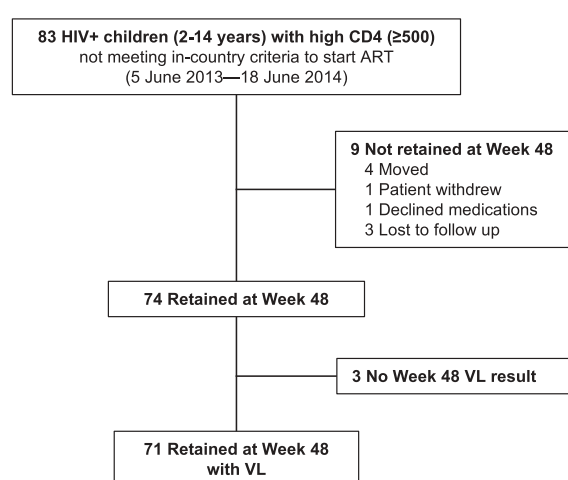 83 HIV+ children (2-14 years) with high CD4 (≥500)
not meeting in-country criteria to start ART
(5 June 2013—18 June 2014)
9 Not retained at Week 48
4 Moved
1 Patient withdrew
1 Declined medications
3 Lost to follow up
74 Retained at Week 48
3 No Week 48 VL result
71 Retained at Week 48
with VL